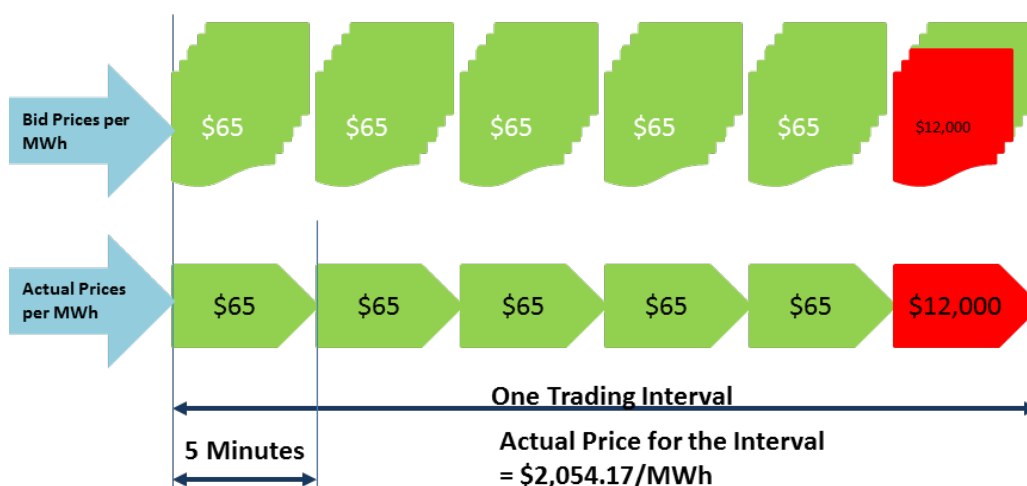 Bid Prices per
MWh
$65 $65 $65 $65 $65 $12,000
Actual Prices
per MWh
$65 $65 $65 $65 $65 $12,000
One Trading Interval
5 Minutes
Actual Price for the Interval
= $2,054.17/MWh